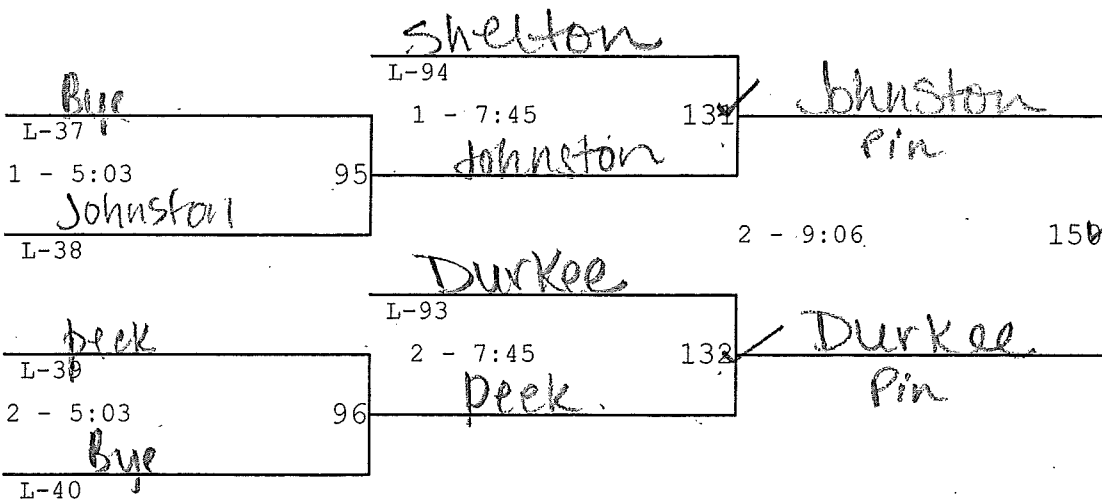 Shelton
L-94
Bye
L-37
1 - 7:45 131 Johnston
Pin
1 - 5:03 95 Johnston
Johnston
L-38
2 - 9:06 150
Durkee
L-93
peek
L-39
2 - 7:45 132 Durkee
Pin
2 - 5:03 96 peek.
Bye
L-40